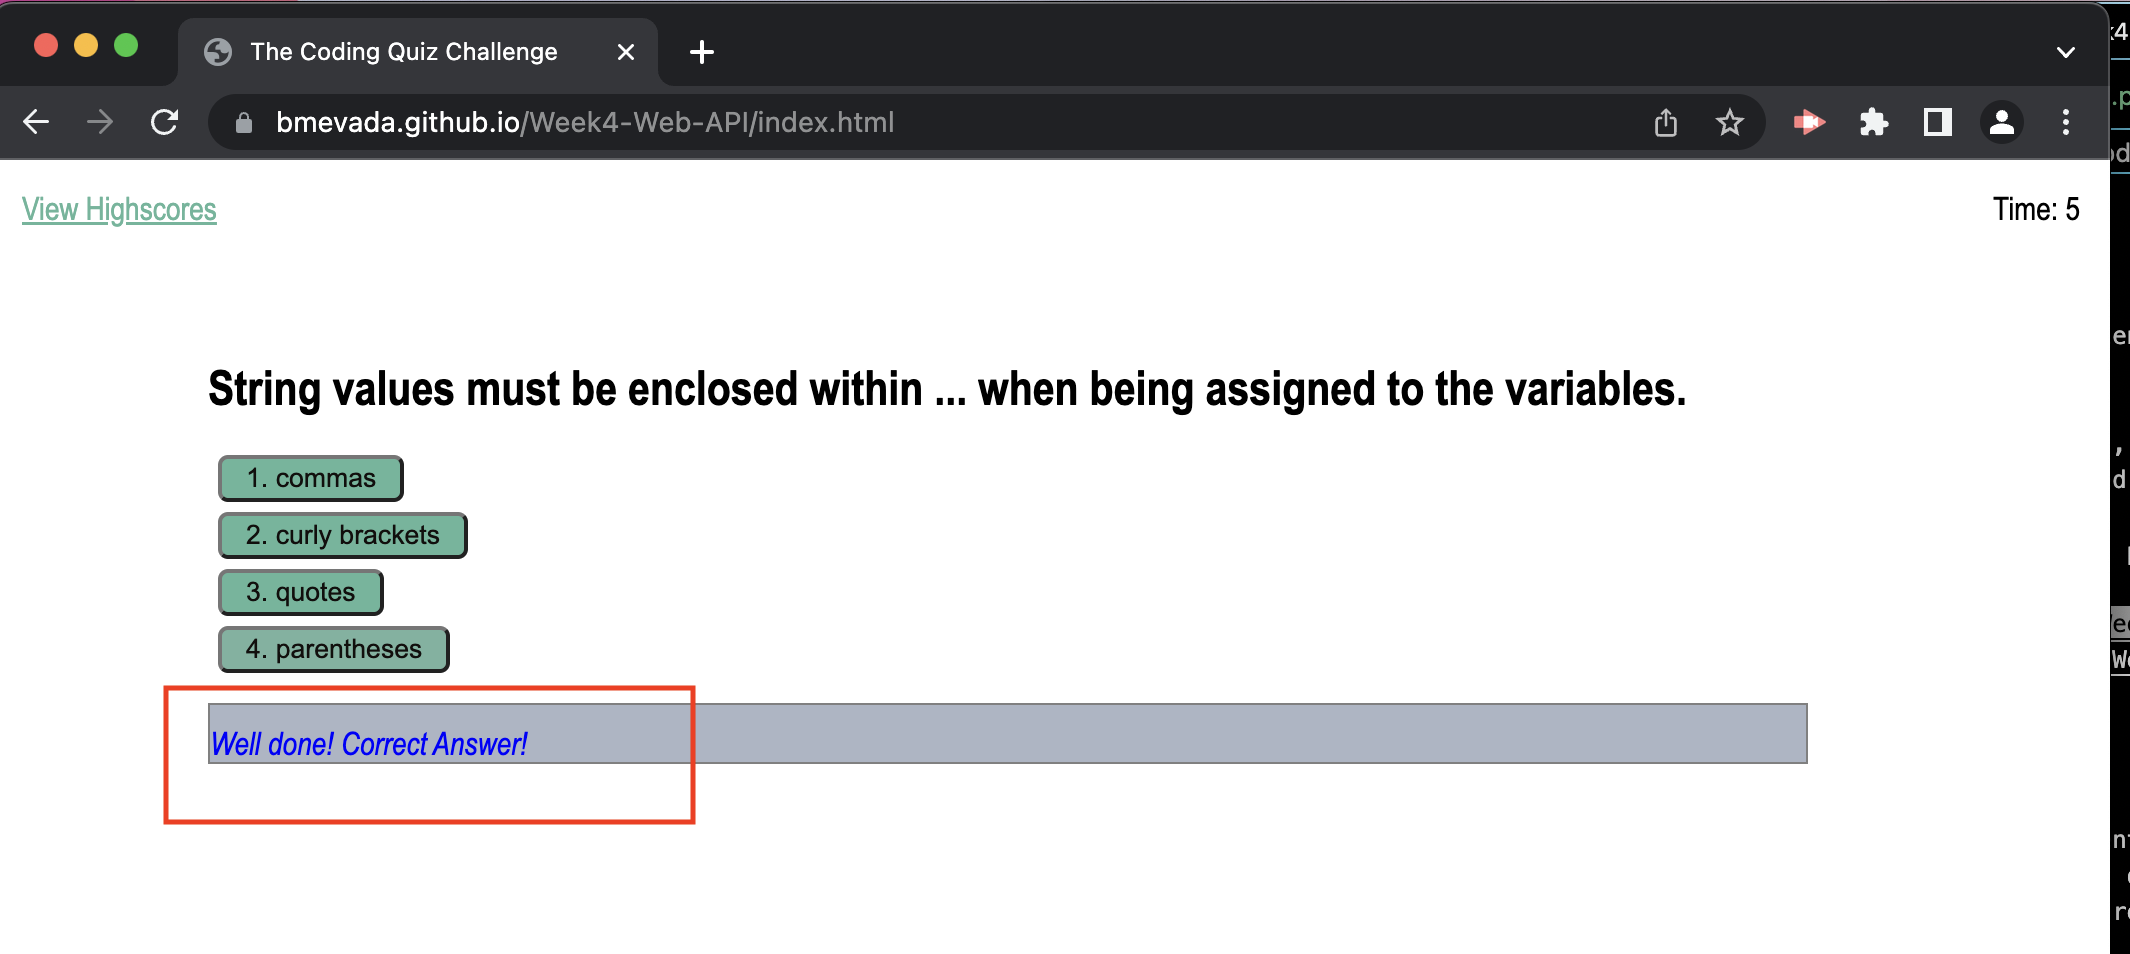 The Coding Quiz Challenge
bmevada.github.io/Week4-Web-API/index.html
View Highscores
Time: 5
String values must be enclosed within ... when being assigned to the variables.
1. commas
2. curly brackets
3. quotes
4. parentheses
Well done! Correct Answer!